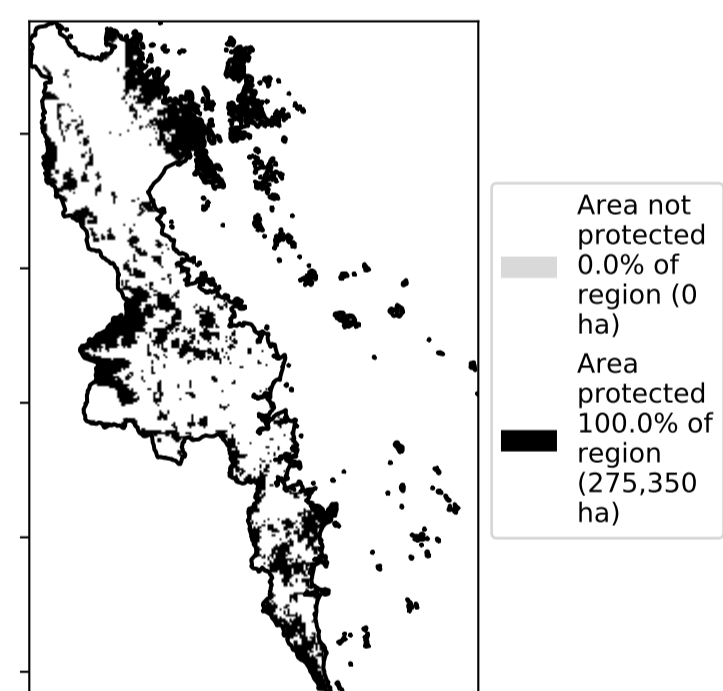 Area not
protected
0.0% of
region (0
ha)
Area
protected
100.0% of
region
(275,350
ha)